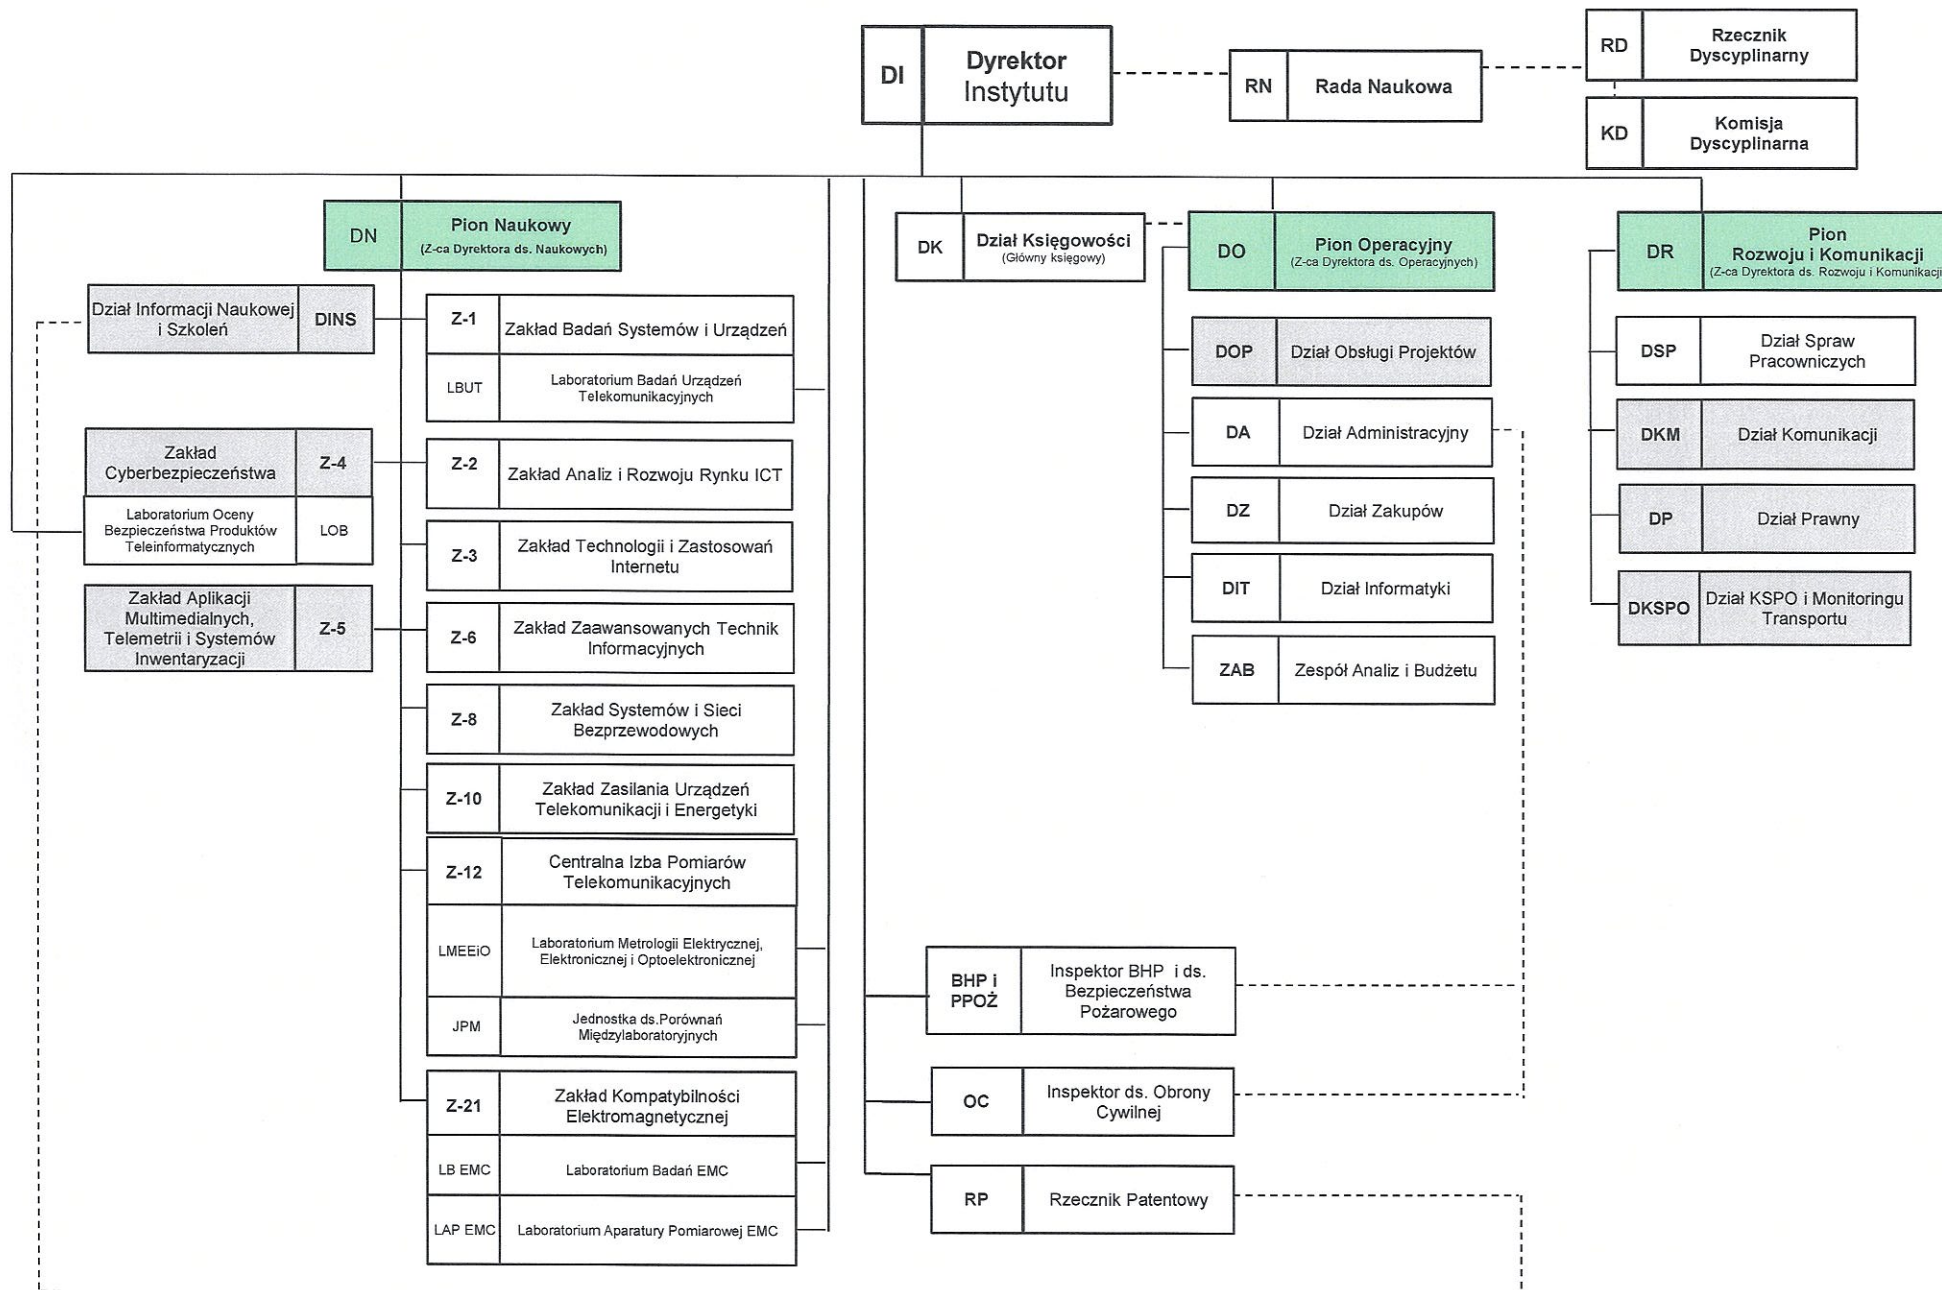 DI
Dyrektor
Instytutu
RN
Rada Naukowa
RD
Rzecznik
Dyscyplinarny
KD
Komisja
Dyscyplinarna
DN
Pion Naukowy
(Z-ca Dyrektora ds. Naukowych)
DK
Dział Księgowości
(Główny księgowy)
DO
Pion Operacyjny
(Z-ca Dyrektora ds. Operacyjnych)
DR
Pion
Rozwoju i Komunikacji
(Z-ca Dyrektora ds. Rozwoju i Komunikacji
Dział Informacji Naukowej
i Szkoleń
DINS
Zakład
Cyberbezpieczeństwa
Z-4
Laboratorium Oceny
Bezpieczeństwa Produktów
Teleinformatycznych
LOB
Zakład Aplikacji
Multimedialnych,
Telemetrii i Systemów
Inwentaryzacji
Z-5
Z-1
Zakład Badań Systemów i Urządzeń
LBUT
Laboratorium Badań Urządzeń
Telekomunikacyjnych
Z-2
Zakład Analiz i Rozwoju Rynku ICT
Z-3
Zakład Technologii i Zastosowań
Internetu
Z-6
Zakład Zaawansowanych Technik
Informacyjnych
Z-8
Zakład Systemów i Sieci
Bezprzewodowych
Z-10
Zakład Zasilania Urządzeń
Telekomunikacji i Energetyki
Z-12
Centralna Izba Pomiarów
Telekomunikacyjnych
LMEEiO
Laboratorium Metrologii Elektrycznej,
Elektronicznej i Optoelektronicznej
JPM
Jednostka ds.Porównań
Międzylaboratoryjnych
Z-21
Zakład Kompatybilności
Elektromagnetycznej
LB EMC
Laboratorium Badań EMC
LAP EMC
Laboratorium Aparatury Pomiarowej EMC
DOP
Dział Obsługi Projektów
DA
Dział Administracyjny
DZ
Dział Zakupów
DIT
Dział Informatyki
ZAB
Zespół Analiz i Budżetu
DSP
Dział Spraw
Pracowniczych
DKM
Dział Komunikacji
DP
Dział Prawny
DKSPO
Dział KSPO i Monitoringu
Transportu
BHP i
PPOŻ
Inspektor BHP i ds.
Bezpieczeństwa
Pożarowego
OC
Inspektor ds. Obrony
Cywilnej
RP
Rzecznik Patentowy